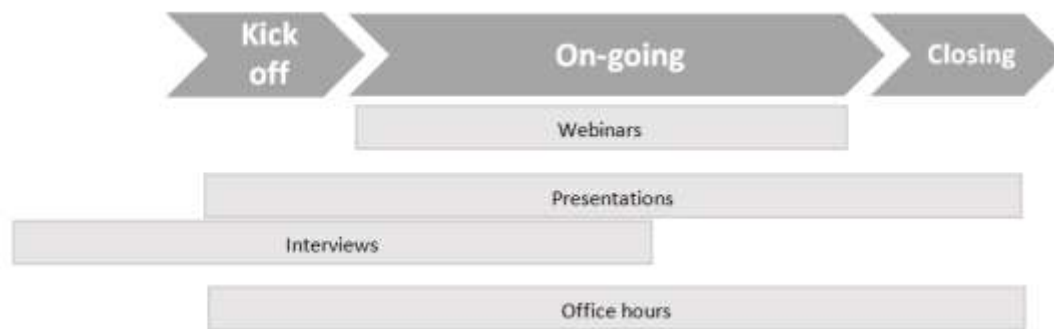 Kick
off
On-going
Closing
Webinars
Presentations
Interviews
Office hours